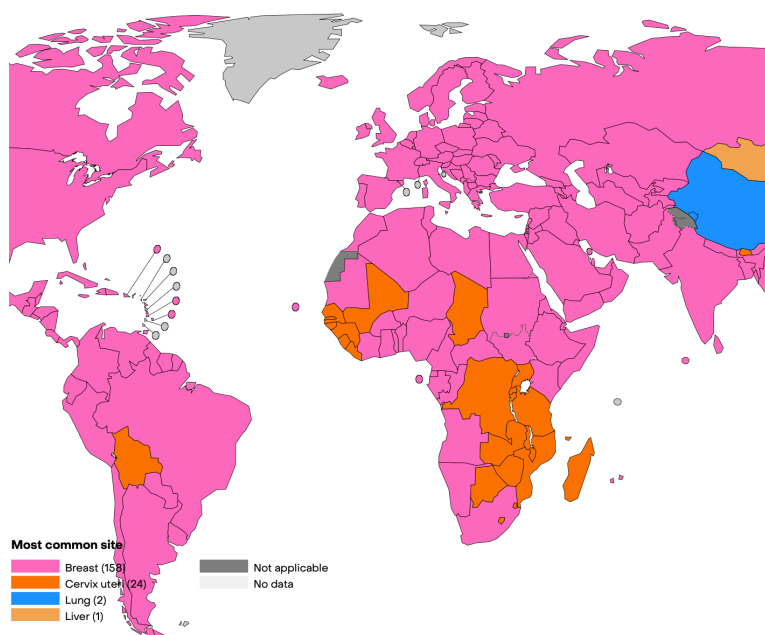 Most common site
Breast (158)
Cervix uteri (24)
Lung (2)
Liver (1)
Not applicable
No data